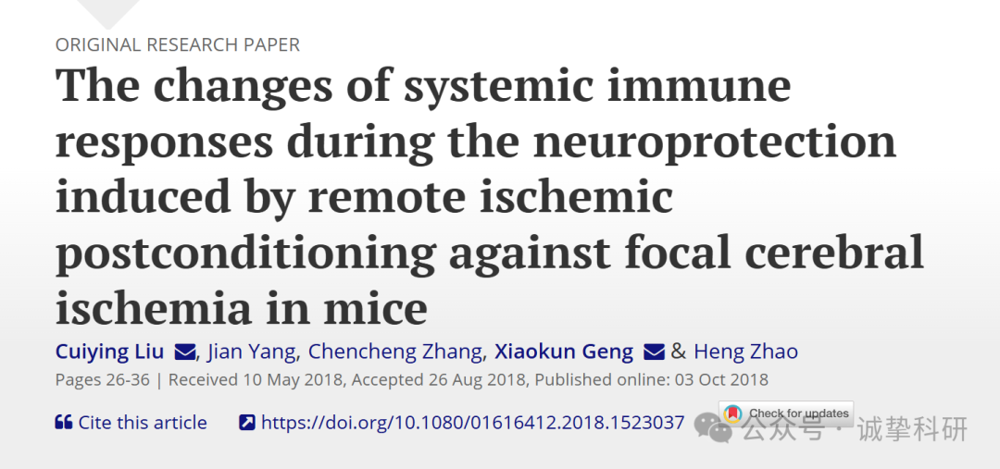 ORIGINAL RESEARCH PAPER
The changes of systemic immune
responses during the neuroprotection
induced by remote ischemic
postconditioning against focal cerebral
ischemia in mice
Cuiying Liu, Jian Yang, Chencheng Zhang, Xiaokun Geng & Heng Zhao
Pages 26-36 | Received 10 May 2018, Accepted 26 Aug 2018, Published online: 03 Oct 2018
Cite this article https://doi.org/10.1080/01616412.2018.1523037 Check for updates
公众号 · 诚挚科研